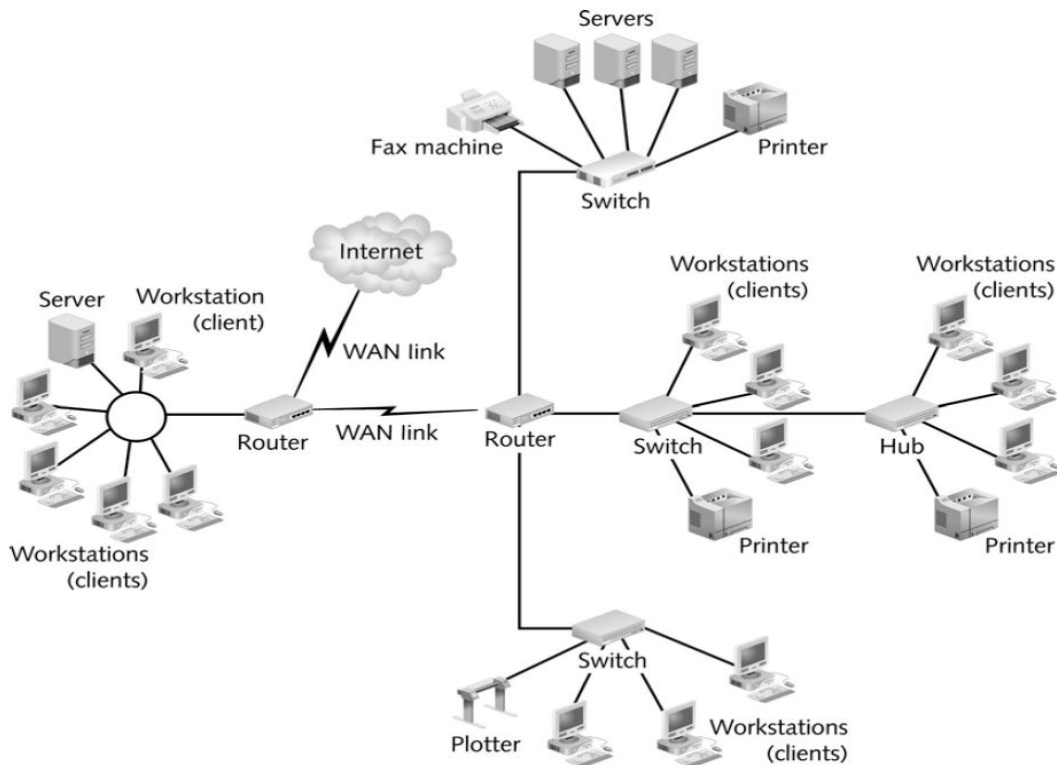 Servers
Fax machine
Printer
Switch
Internet
WAN link
Server
Workstation
(client)
Workstations
(clients)
Workstations
(clients)
Router
WAN link
Router
Switch
Hub
Workstations
(clients)
Printer
Printer
Switch
Plotter
Workstations
(clients)